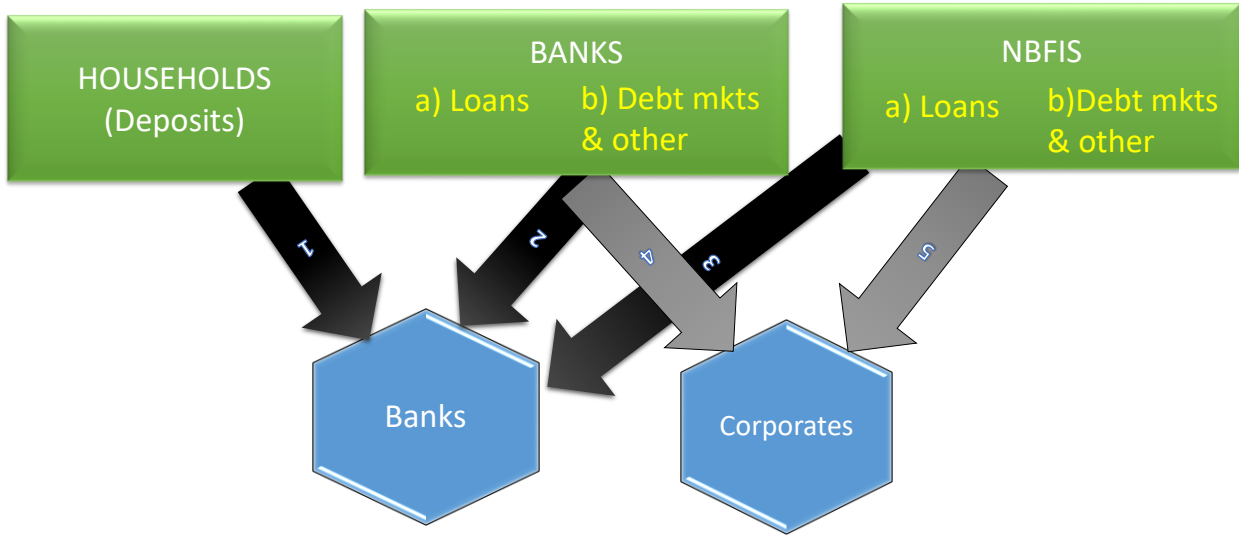 HOUSEHOLDS
(Deposits)
BANKS
a) Loans
b) Debt mkts
& other
NBFIS
a) Loans
b)Debt mkts
& other
1
2
4
3
5
Banks
Corporates